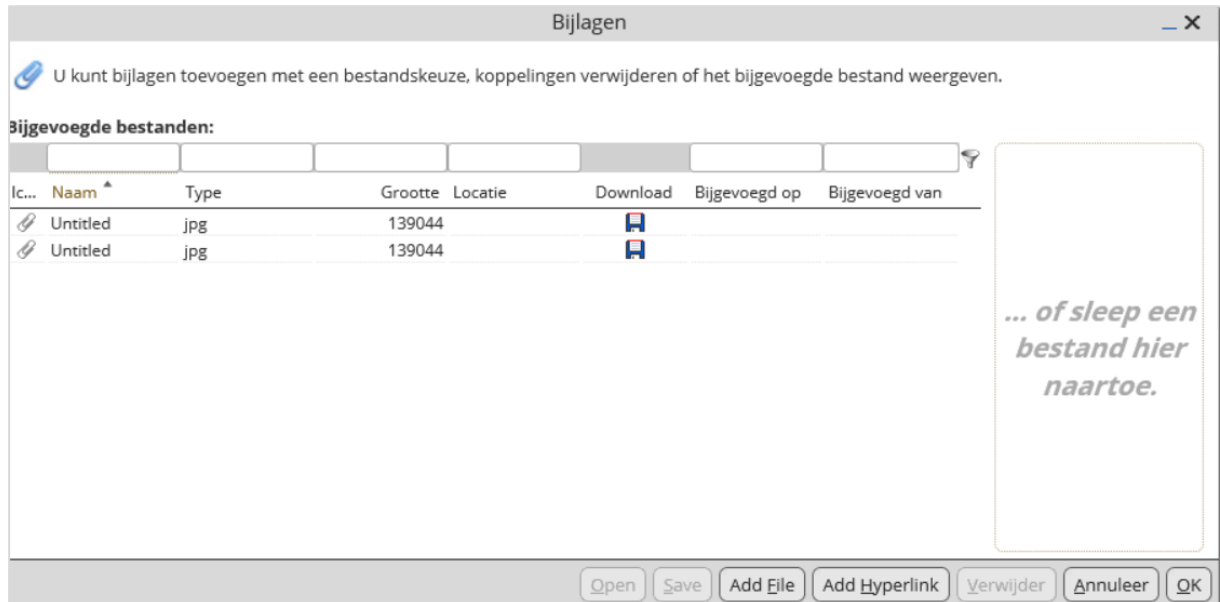 Bijlagen
U kunt bijlagen toevoegen met een bestandskeuze, koppelingen verwijderen of het bijgevoegde bestand weergeven.
Bijgevoegde bestanden:
Ic... Naam Type Grootte Locatie Download Bijgevoegd op Bijgevoegd van
Untitled jpg 139044
Untitled jpg 139044
... of sleep een
bestand hier
naartoe.
Open Save Add File Add Hyperlink Verwijder Annuleer OK